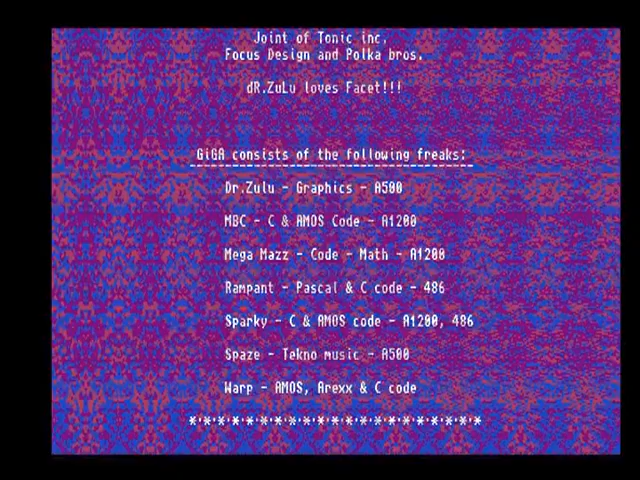 Joint of Tonic inc.
Focus Design and Polka bros.
dR.ZuLu loves Facet!!!
GiGA consists of the following freaks:
----------------------------------------
Dr.Zulu - Graphics - A500
MBC - C & AMOS Code - A1200
Mega Mazz - Code - Math - A1200
Rampant - Pascal & C code - 486
Sparky - C & AMOS code - A1200, 486
Spaze - Tekno music - A500
Warp - AMOS, Arexx & C code
*'*'*'*'*'*'*'*'*'*'*'*'*'*'*'*'*'*'*'*'*